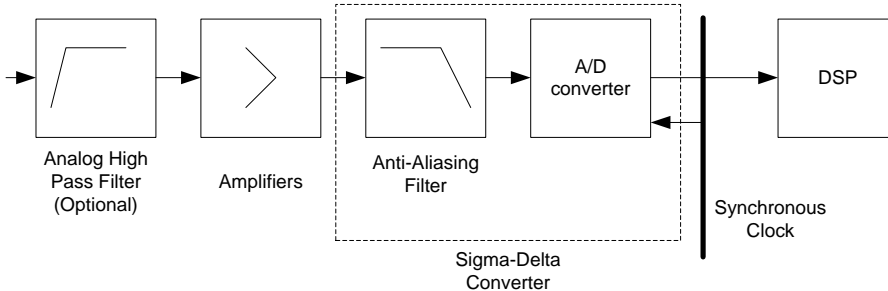 A/D
converter
DSP
Analog High
Pass Filter
(Optional)
Amplifiers
Anti-Aliasing
Filter
Synchronous
Clock
Sigma-Delta
Converter